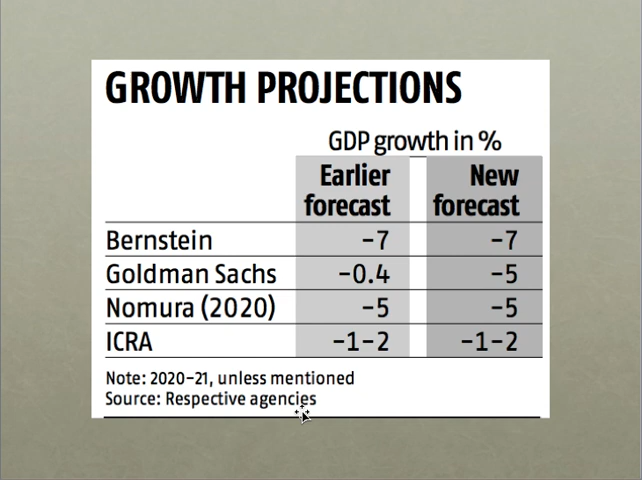 GROWTH PROJECTIONS
GDP growth in %
Earlier forecast New forecast
Bernstein −7 −7
Goldman Sachs −0.4 −5
Nomura (2020) −5 −5
ICRA −1−2 −1−2
Note: 2020−21, unless mentioned
Source: Respective agencies